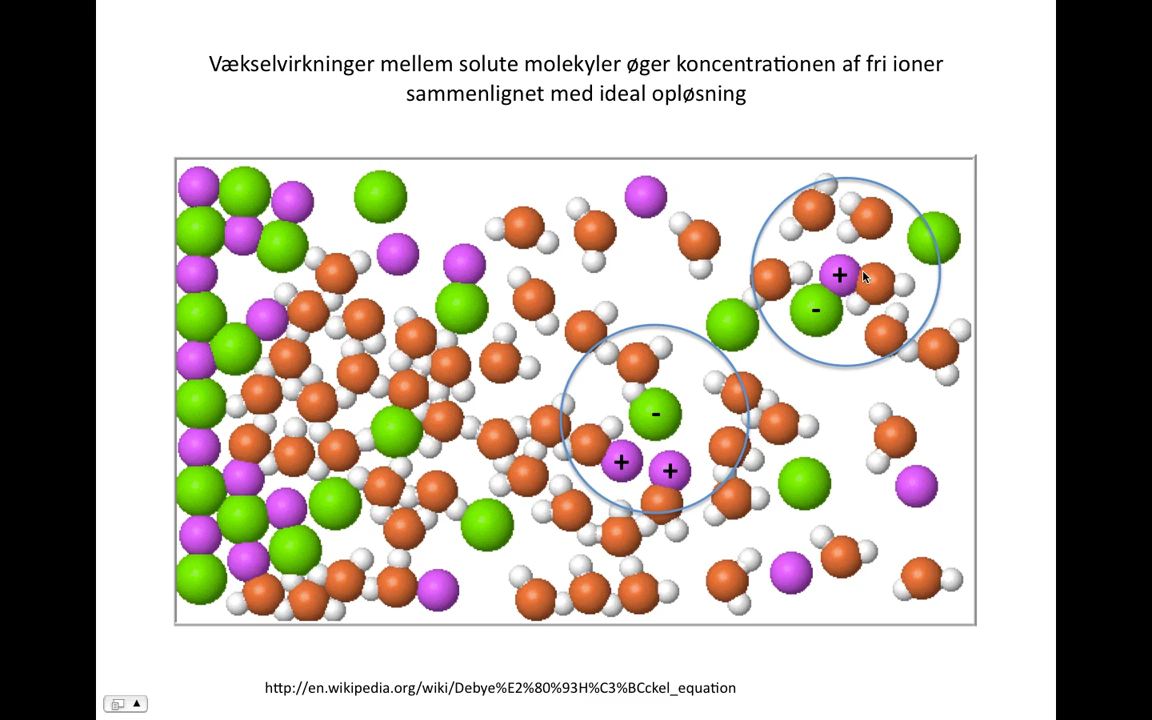 Vækselvirkninger mellem solute molekyler øger koncentrationen af fri ioner
sammenlignet med ideal opløsning
+
-
-
+
+
http://en.wikipedia.org/wiki/Debye%E2%80%93H%C3%BCckel_equation